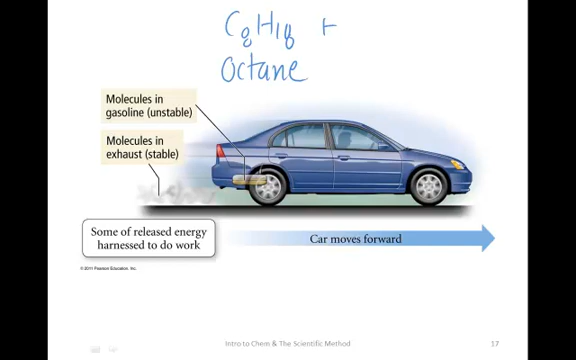 C8H18 +
Octane
Molecules in
gasoline (unstable)
Molecules in
exhaust (stable)
Some of released energy
harnessed to do work
Car moves forward
© 2011 Pearson Education, Inc.
Intro to Chem & The Scientific Method
17